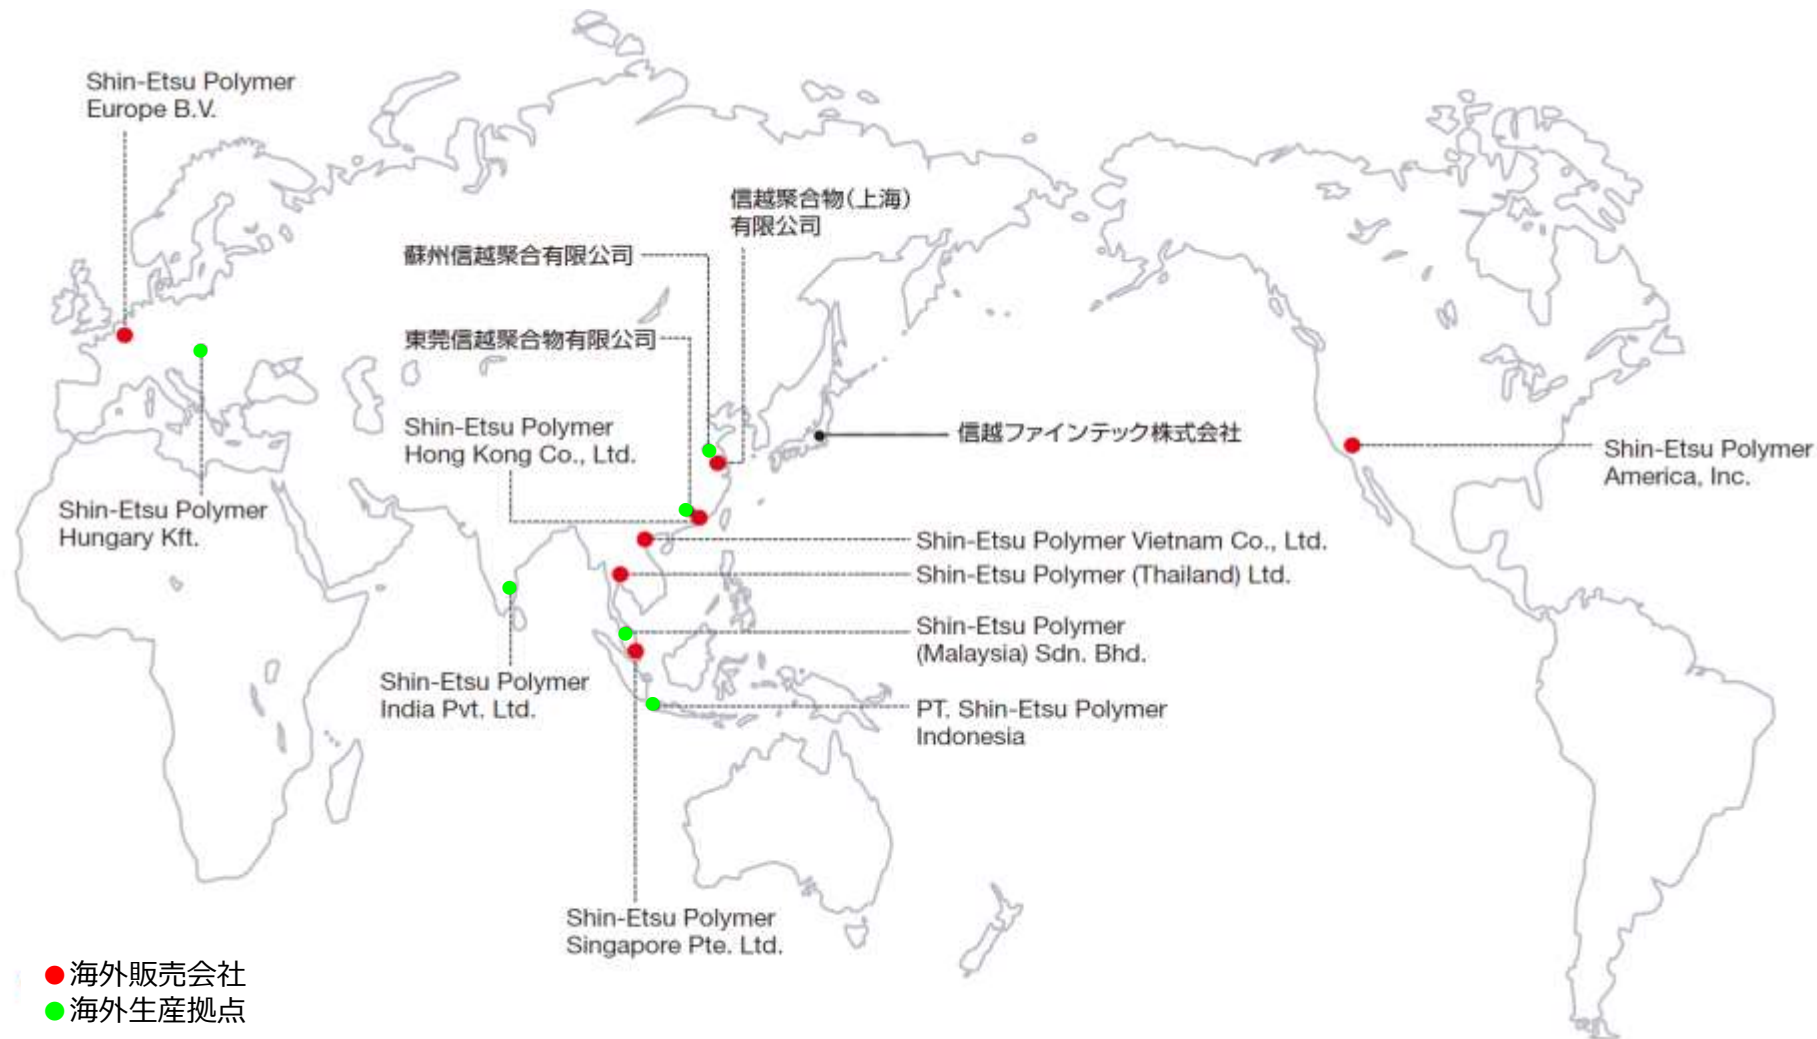 Shin-Etsu Polymer
Europe B.V.
信越聚合物(上海)
有限公司
蘇州信越聚合有限公司
東莞信越聚合物有限公司
Shin-Etsu Polymer
Hong Kong Co., Ltd.
信越ファインテック株式会社
Shin-Etsu Polymer
America, Inc.
Shin-Etsu Polymer
Hungary Kft.
Shin-Etsu Polymer Vietnam Co., Ltd.
Shin-Etsu Polymer (Thailand) Ltd.
Shin-Etsu Polymer
(Malaysia) Sdn. Bhd.
Shin-Etsu Polymer
India Pvt. Ltd.
PT. Shin-Etsu Polymer
Indonesia
Shin-Etsu Polymer
Singapore Pte. Ltd.
海外販売会社
海外生産拠点